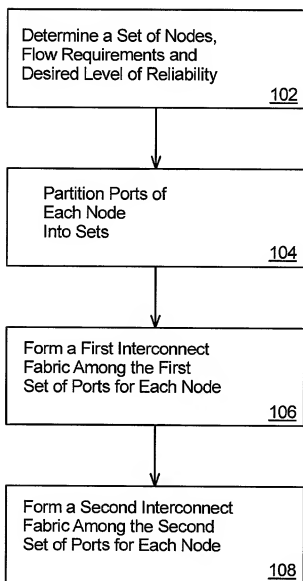 Determine a Set of Nodes,
Flow Requirements and
Desired Level of Reliability
102
Partition Ports of
Each Node
Into Sets
104
Form a First Interconnect
Fabric Among the First
Set of Ports for Each Node
106
Form a Second Interconnect
Fabric Among the Second
Set of Ports for Each Node
108